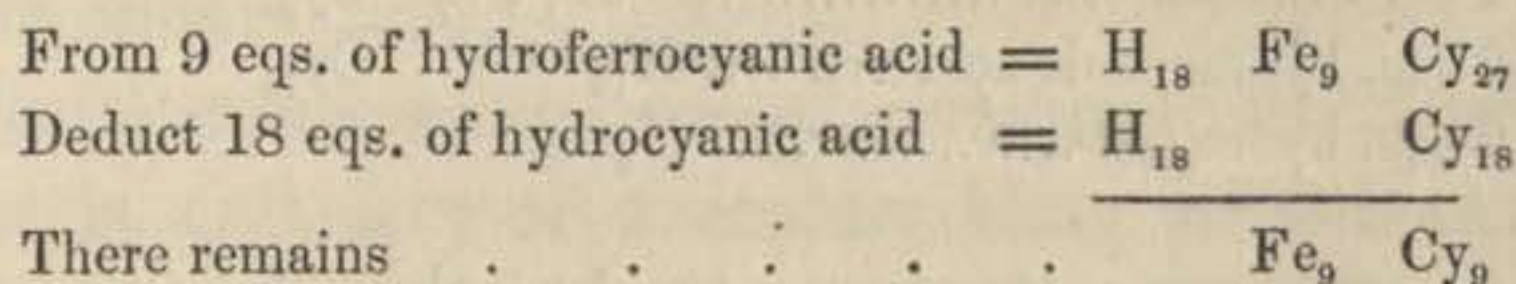 From 9 eqs. of hydroferrocyanic acid = H₁₈ Fe₉ Cy₂₇
Deduct 18 eqs. of hydrocyanic acid = H₁₈ Cy₁₈
There remains . . . . . Fe₉ Cy₉